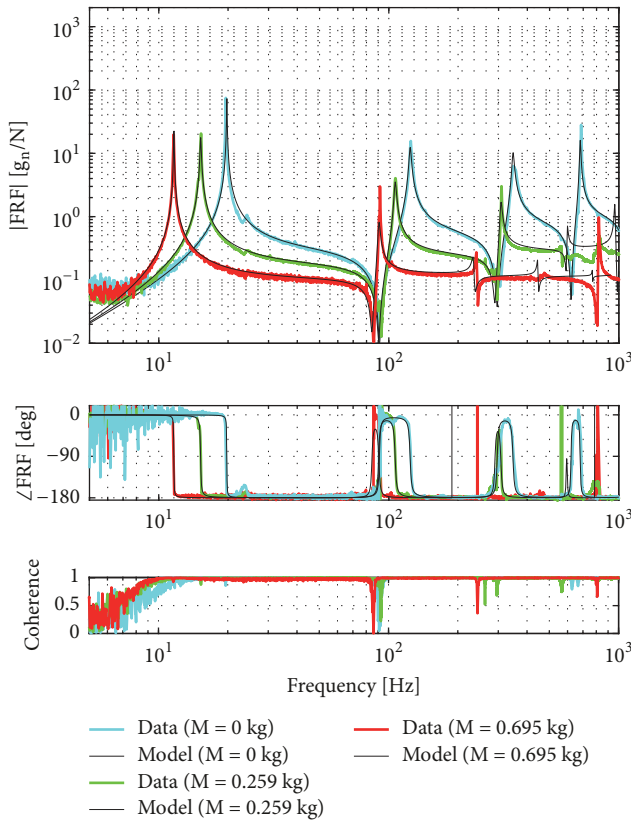 10³
10²
10¹
10⁰
10⁻¹
10⁻²
|FRF| [gₙ/N]
10¹
10²
10³
0
−90
−180
∠FRF [deg]
10¹
10²
10³
1
0.5
0
Coherence
10¹
10²
10³
Frequency [Hz]
Data (M = 0 kg)
Model (M = 0 kg)
Data (M = 0.259 kg)
Model (M = 0.259 kg)
Data (M = 0.695 kg)
Model (M = 0.695 kg)